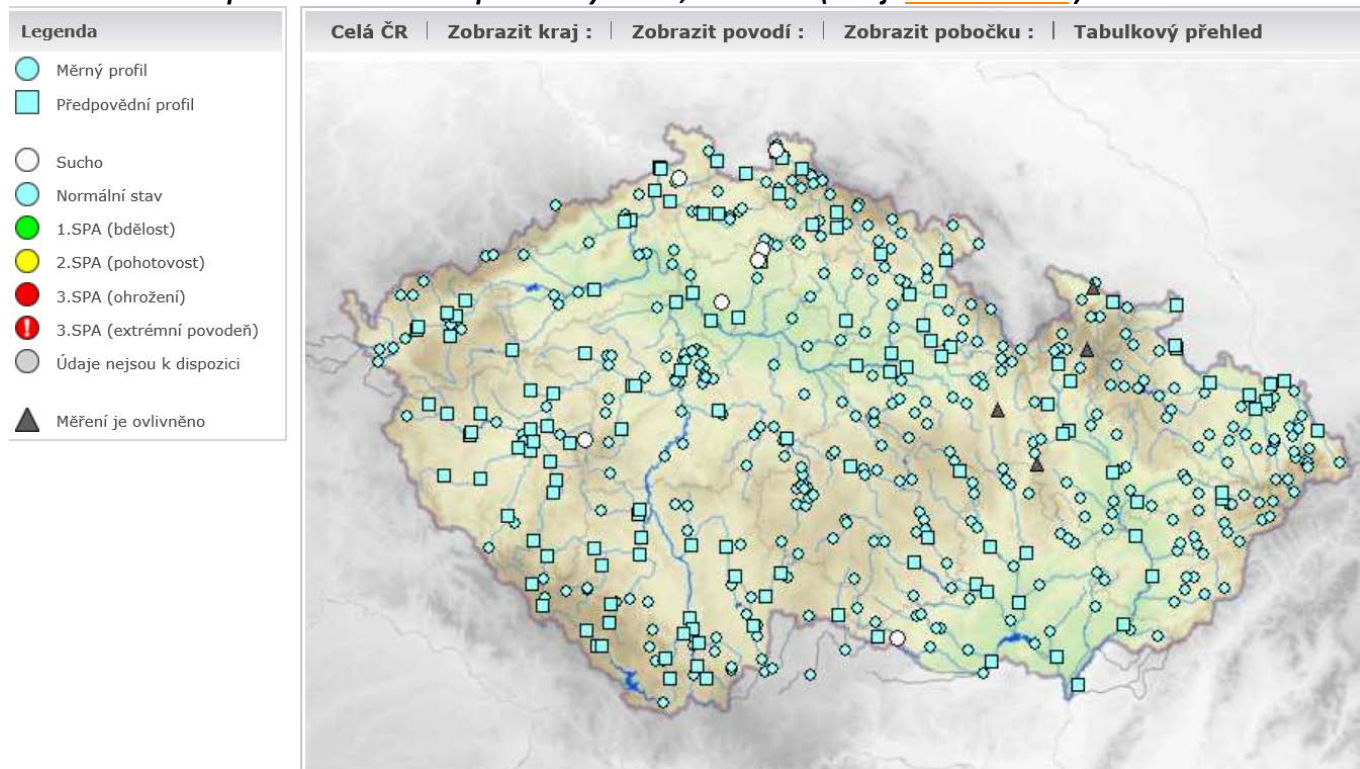 Legenda
Měrný profil
Předpovědní profil
Sucho
Normální stav
1.SPA (bdělost)
2.SPA (pohotovost)
3.SPA (ohrožení)
3.SPA (extrémní povodeň)
Údaje nejsou k dispozici
Měření je ovlivněno
Celá ČR | Zobrazit kraj : | Zobrazit povodí : | Zobrazit pobočku : | Tabulkový přehled